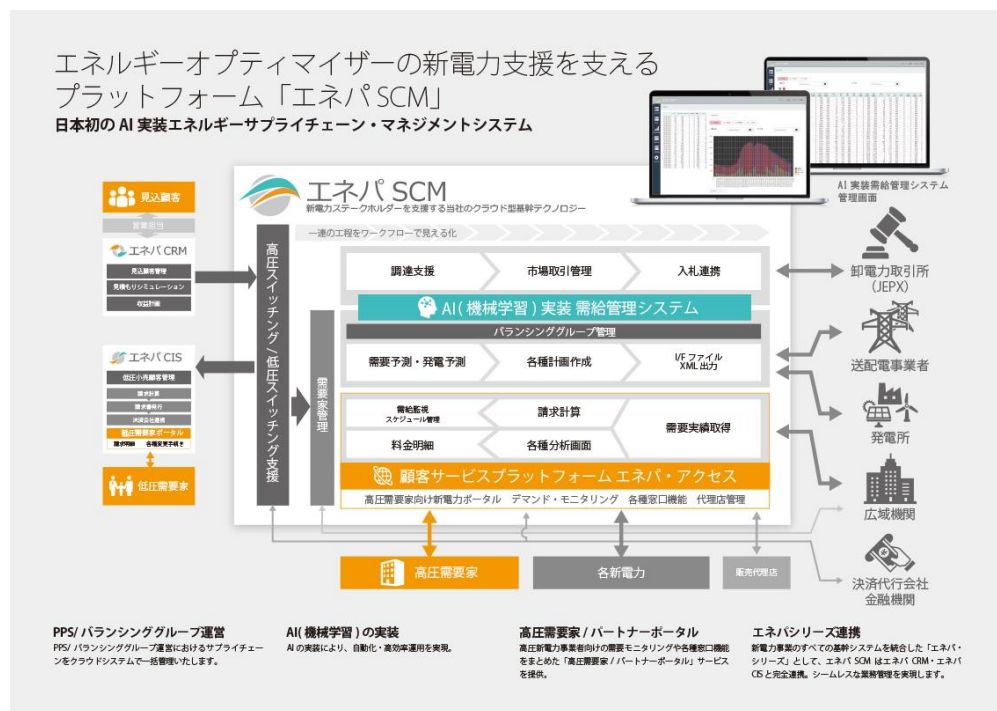 エネルギーオプティマイザーの新電力支援を支える
プラットフォーム「エネパSCM」
日本初の AI 実装エネルギーサプライチェーン・マネジメントシステム
AI 実装需給管理システム
管理画面
見込顧客
営業担当
エネパ CRM
見込顧客管理
見積もりシミュレーション
収益計画
エネパ CIS
低圧小売顧客管理
請求計算
請求書発行
決済会社連携
低圧需要家ポータル
請求明細 各種変更手続き
低圧需要家
エネパ SCM
新電力ステークホルダーを支援する当社のクラウド型基幹テクノロジー
高圧スイッチング/低圧スイッチング支援
一連の工程をワークフローで見える化
調達支援
市場取引管理
入札連携
AI( 機械学習 ) 実装 需給管理システム
需要家管理
バランシンググループ管理
需要予測・発電予測
各種計画作成
I/F ファイル
XML 出力
需給監視
スケジュール管理
請求計算
需要実績取得
料金明細
各種分析画面
顧客サービスプラットフォーム エネパ・アクセス
高圧需要家向け新電力ポータル デマンド・モニタリング 各種窓口機能 代理店管理
高圧需要家
各新電力
販売代理店
卸電力取引所
(JEPX)
送配電事業者
発電所
広域機関
決済代行会社
金融機関
PPS/ バランシンググループ運営
PPS/ バランシンググループ運営におけるサプライチェー
ンをクラウドシステムで一括管理いたします。
AI( 機械学習 ) の実装
AI の実装により、自動化・高効率運用を実現。
高圧需要家 / パートナーポータル
高圧新電力事業者向けの需要モニタリングや各種窓口機能
をまとめた「高圧需要家 / パートナーポータル」サービス
を提供。
エネパシリーズ連携
新電力事業のすべての基幹システムを統合した「エネパ・
シリーズ」として、エネパ SCM はエネパ CRM・エネパ
CIS と完全連携。シームレスな業務管理を実現します。